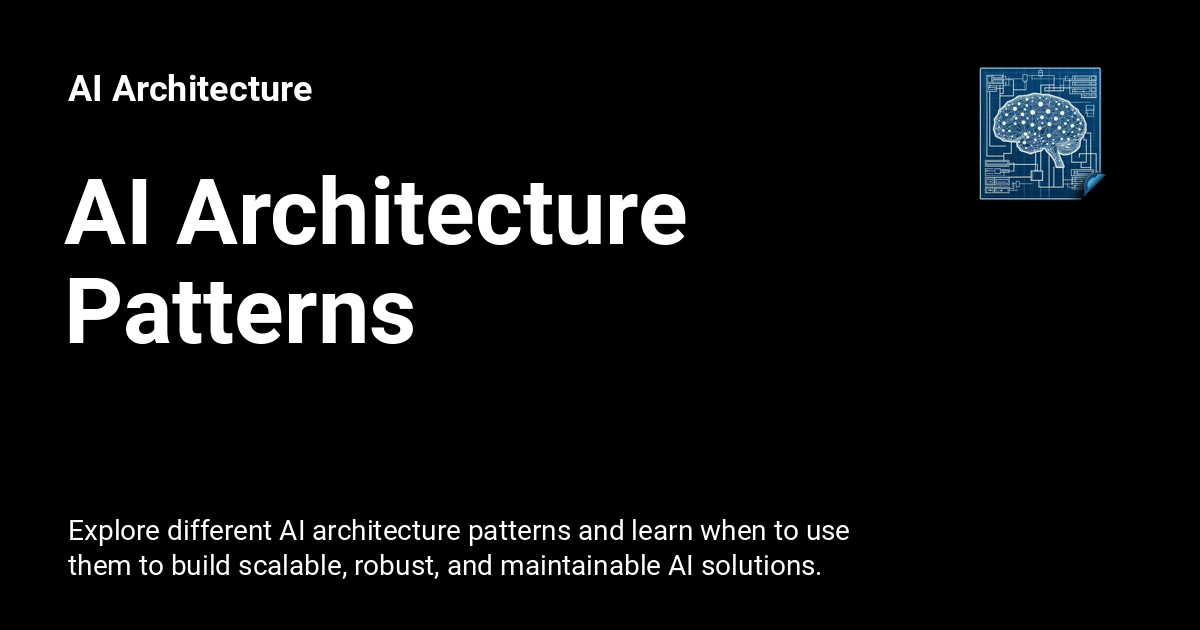 AI Architecture
AI Architecture
Patterns
Explore different AI architecture patterns and learn when to use
them to build scalable, robust, and maintainable AI solutions.